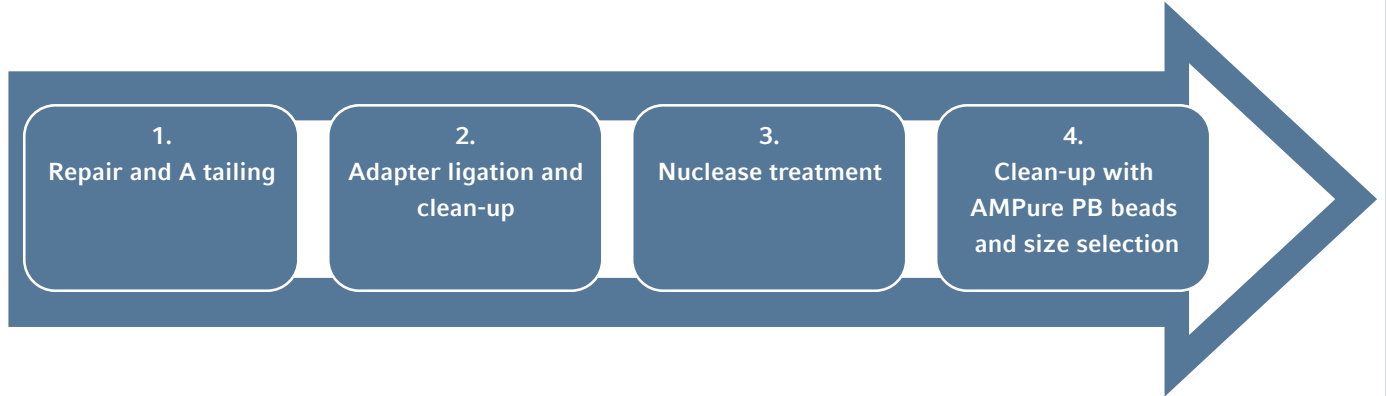 1.
Repair and A tailing
2.
Adapter ligation and
clean-up
3.
Nuclease treatment
4.
Clean-up with
AMPure PB beads
and size selection